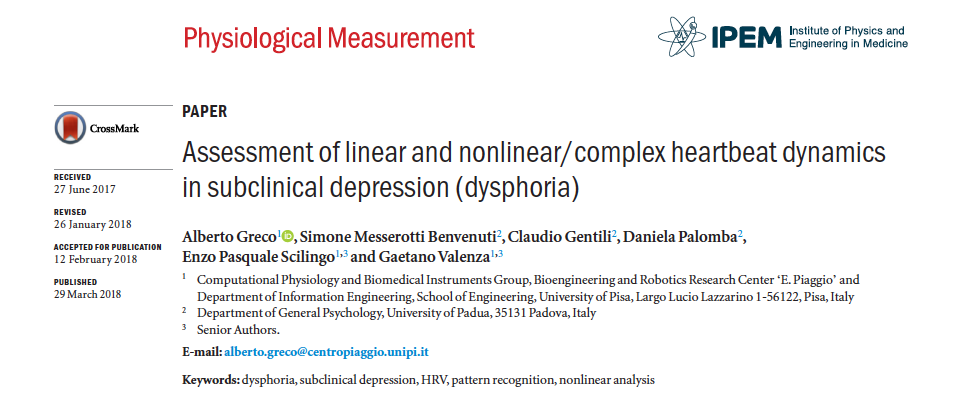 Physiological Measurement
IPEM Institute of Physics and
Engineering in Medicine
PAPER
CrossMark
Assessment of linear and nonlinear/complex heartbeat dynamics
in subclinical depression (dysphoria)
RECEIVED
27 June 2017
REVISED
26 January 2018
ACCEPTED FOR PUBLICATION
12 February 2018
PUBLISHED
29 March 2018
Alberto Greco1 iD, Simone Messerotti Benvenuti2, Claudio Gentili2, Daniela Palomba2,
Enzo Pasquale Scilingo1,3 and Gaetano Valenza1,3
1 Computational Physiology and Biomedical Instruments Group, Bioengineering and Robotics Research Center ‘E. Piaggio’ and
Department of Information Engineering, School of Engineering, University of Pisa, Largo Lucio Lazzarino 1-56122, Pisa, Italy
2 Department of General Psychology, University of Padua, 35131 Padova, Italy
3 Senior Authors.
E-mail: alberto.greco@centropiaggio.unipi.it
Keywords: dysphoria, subclinical depression, HRV, pattern recognition, nonlinear analysis